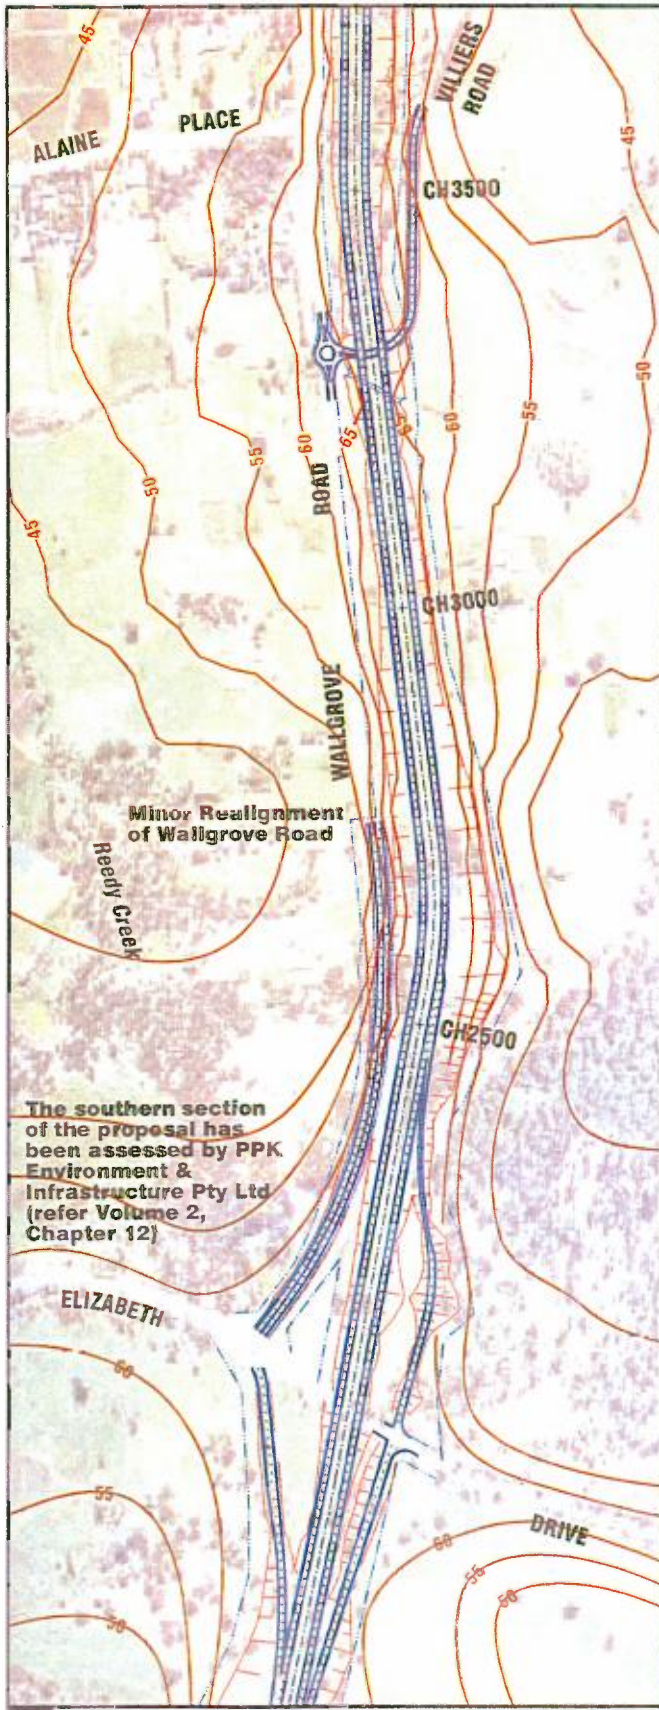 45
VILLIERS
ROAD
ALAINE PLACE
45
CH3500
50
60
65
59
60
55
55
50
45
ROAD
CH3000
WALLGROVE
Minor Realignment
of Wallgrove Road
Reedy Creek
CH2500
The southern section
of the proposal has
been assessed by PPK
Environment &
Infrastructure Pty Ltd
(refer Volume 2,
Chapter 12)
ELIZABETH
60
55
50
DRIVE
60
55
50